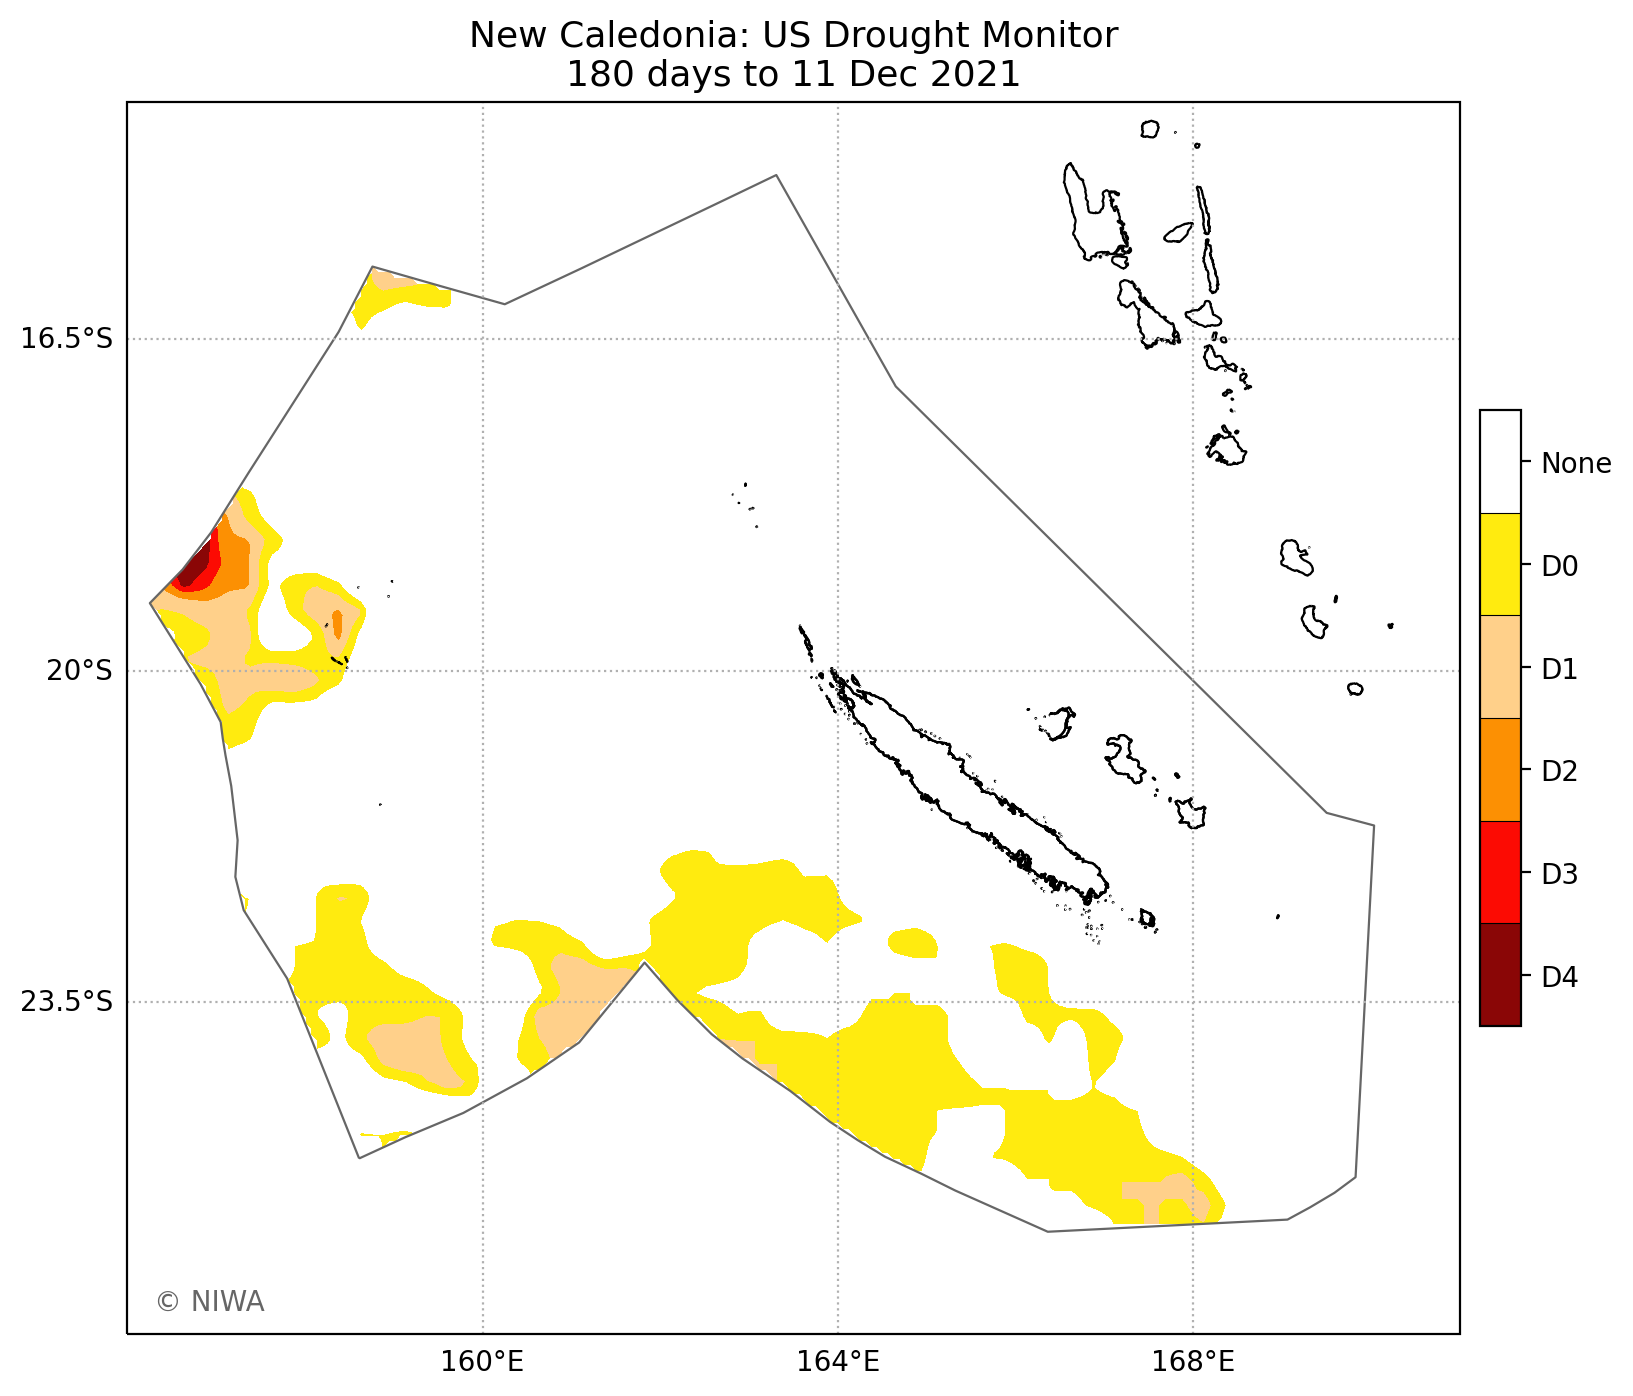 New Caledonia: US Drought Monitor
180 days to 11 Dec 2021
16.5°S
20°S
23.5°S
160°E
164°E
168°E
None
D0
D1
D2
D3
D4
© NIWA